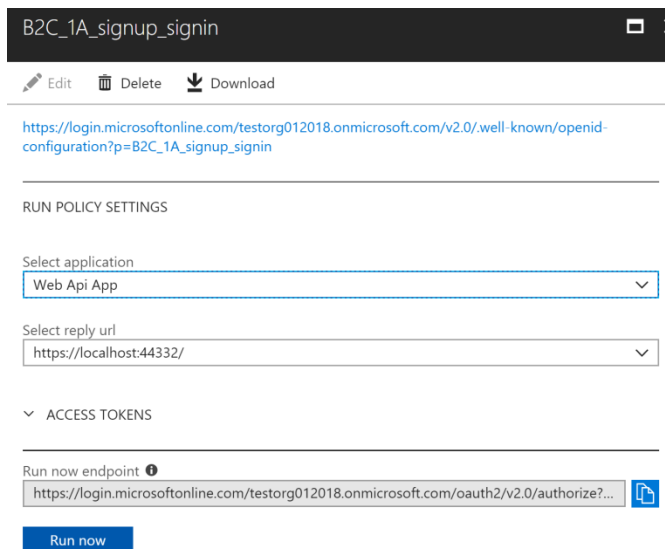 B2C_1A_signup_signin
Edit Delete Download
https://login.microsoftonline.com/testorg012018.onmicrosoft.com/v2.0/.well-known/openid-
configuration?p=B2C_1A_signup_signin
RUN POLICY SETTINGS
Select application
Web Api App
Select reply url
https://localhost:44332/
ACCESS TOKENS
Run now endpoint
https://login.microsoftonline.com/testorg012018.onmicrosoft.com/oauth2/v2.0/authorize?...
Run now